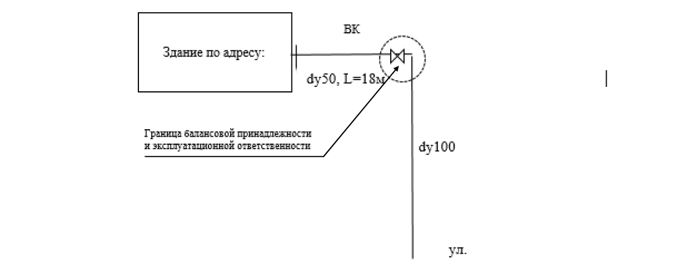 ВК
Здание по адресу:
dy50, L=18м
Граница балансовой принадлежности
и эксплуатационной ответственности
dy100
ул.